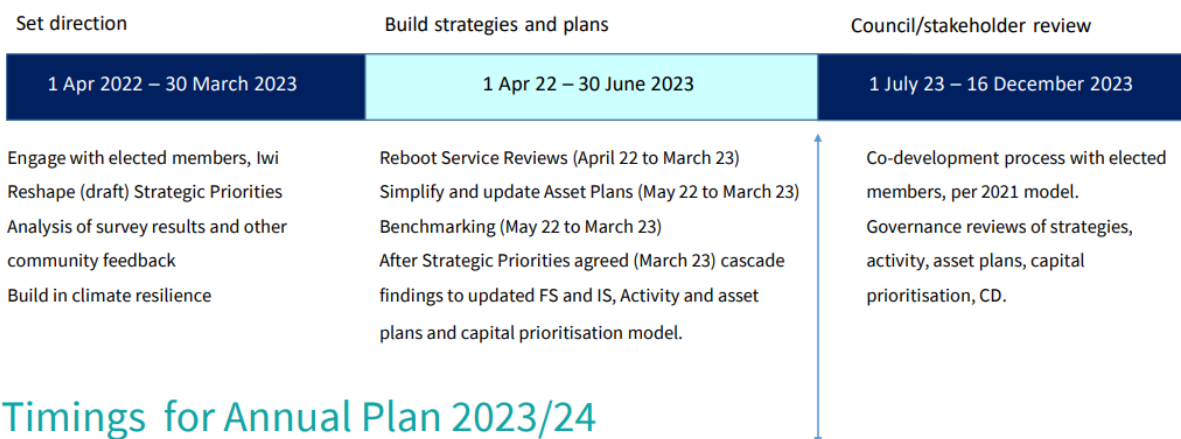 Set direction
Build strategies and plans
Council/stakeholder review
1 Apr 2022 – 30 March 2023
1 Apr 22 – 30 June 2023
1 July 23 – 16 December 2023
Engage with elected members, Iwi
Reshape (draft) Strategic Priorities
Analysis of survey results and other
community feedback
Build in climate resilience
Reboot Service Reviews (April 22 to March 23)
Simplify and update Asset Plans (May 22 to March 23)
Benchmarking (May 22 to March 23)
After Strategic Priorities agreed (March 23) cascade
findings to updated FS and IS, Activity and asset
plans and capital prioritisation model.
Co-development process with elected
members, per 2021 model.
Governance reviews of strategies,
activity, asset plans, capital
prioritisation, CD.
Timings for Annual Plan 2023/24